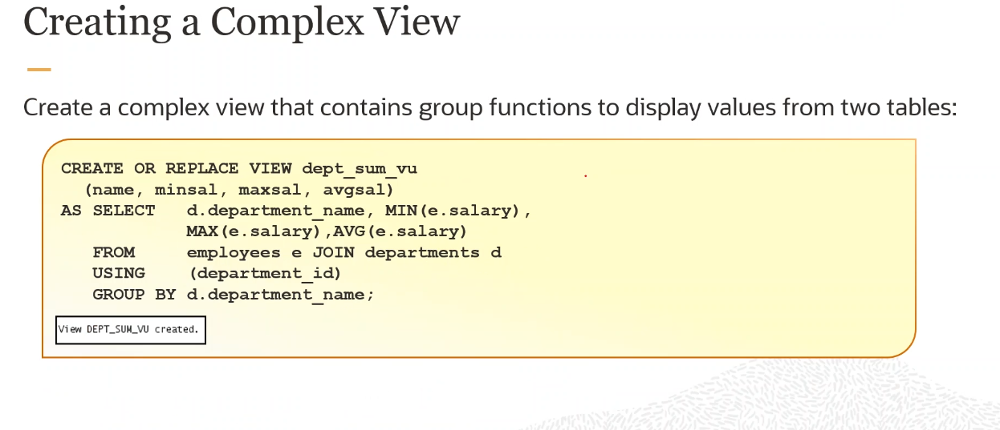 Creating a Complex View
Create a complex view that contains group functions to display values from two tables:
CREATE OR REPLACE VIEW dept_sum_vu
(name, minsal, maxsal, avgsal)
AS SELECT d.department_name, MIN(e.salary),
MAX(e.salary),AVG(e.salary)
FROM employees e JOIN departments d
USING (department_id)
GROUP BY d.department_name;
View DEPT_SUM_VU created.